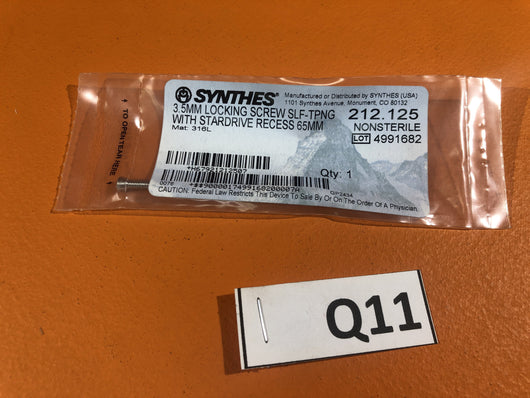 SYNTHES®
Manufactured or Distributed by SYNTHES (USA)
1101 Synthes Avenue, Monument, CO 80132
3.5MM LOCKING SCREW SLF-TPNG
WITH STARDRIVE RECESS 65MM
212.125
Mat: 316L
NONSTERILE
LOT 4991682
Qty: 1
CAUTION: Federal Law Restricts This Device To Sale By or On The Order Of A Physician.
TO OPEN TEAR HERE
Q11